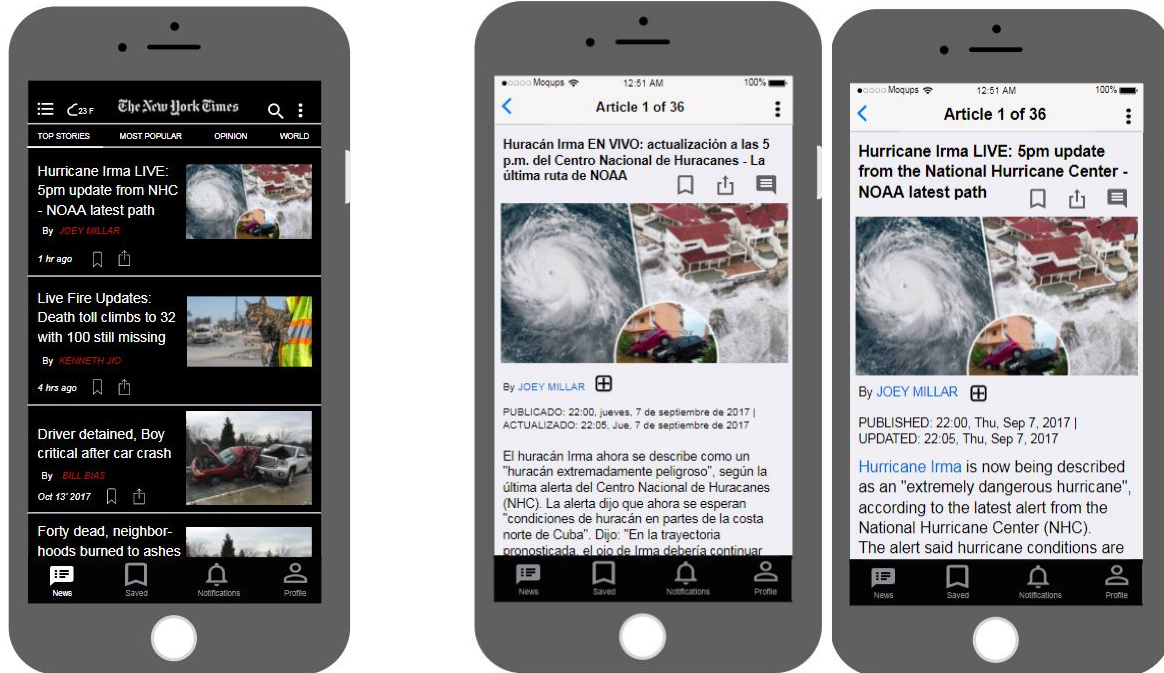 23 F
The New York Times
TOP STORIES
MOST POPULAR
OPINION
WORLD
Hurricane Irma LIVE:
5pm update from NHC
- NOAA latest path
By JOEY MILLAR
1 hr ago
Live Fire Updates:
Death toll climbs to 32
with 100 still missing
By KENNETH JIO
4 hrs ago
Driver detained, Boy
critical after car crash
By BILL BIAS
Oct 13' 2017
Forty dead, neighbor-
hoods burned to ashes
News
Saved
Notifications
Profile
Moqups
12:51 AM
100%
Article 1 of 36
Huracán Irma EN VIVO: actualización a las 5
p.m. del Centro Nacional de Huracanes - La
última ruta de NOAA
By JOEY MILLAR
PUBLICADO: 22:00, jueves, 7 de septiembre de 2017 |
ACTUALIZADO: 22:05, Jue, 7 de septiembre de 2017
El huracán Irma ahora se describe como un
"huracán extremadamente peligroso", según la
última alerta del Centro Nacional de Huracanes
(NHC). La alerta dijo que ahora se esperan
"condiciones de huracán en partes de la costa
norte de Cuba". Dijo: "En la trayectoria
pronosticada, el ojo de Irma debería continuar
News
Saved
Notifications
Profile
Moqups
12:51 AM
100%
Article 1 of 36
Hurricane Irma LIVE: 5pm update
from the National Hurricane Center -
NOAA latest path
By JOEY MILLAR
PUBLISHED: 22:00, Thu, Sep 7, 2017 |
UPDATED: 22:05, Thu, Sep 7, 2017
Hurricane Irma is now being described
as an "extremely dangerous hurricane",
according to the latest alert from the
National Hurricane Center (NHC).
The alert said hurricane conditions are
News
Saved
Notifications
Profile